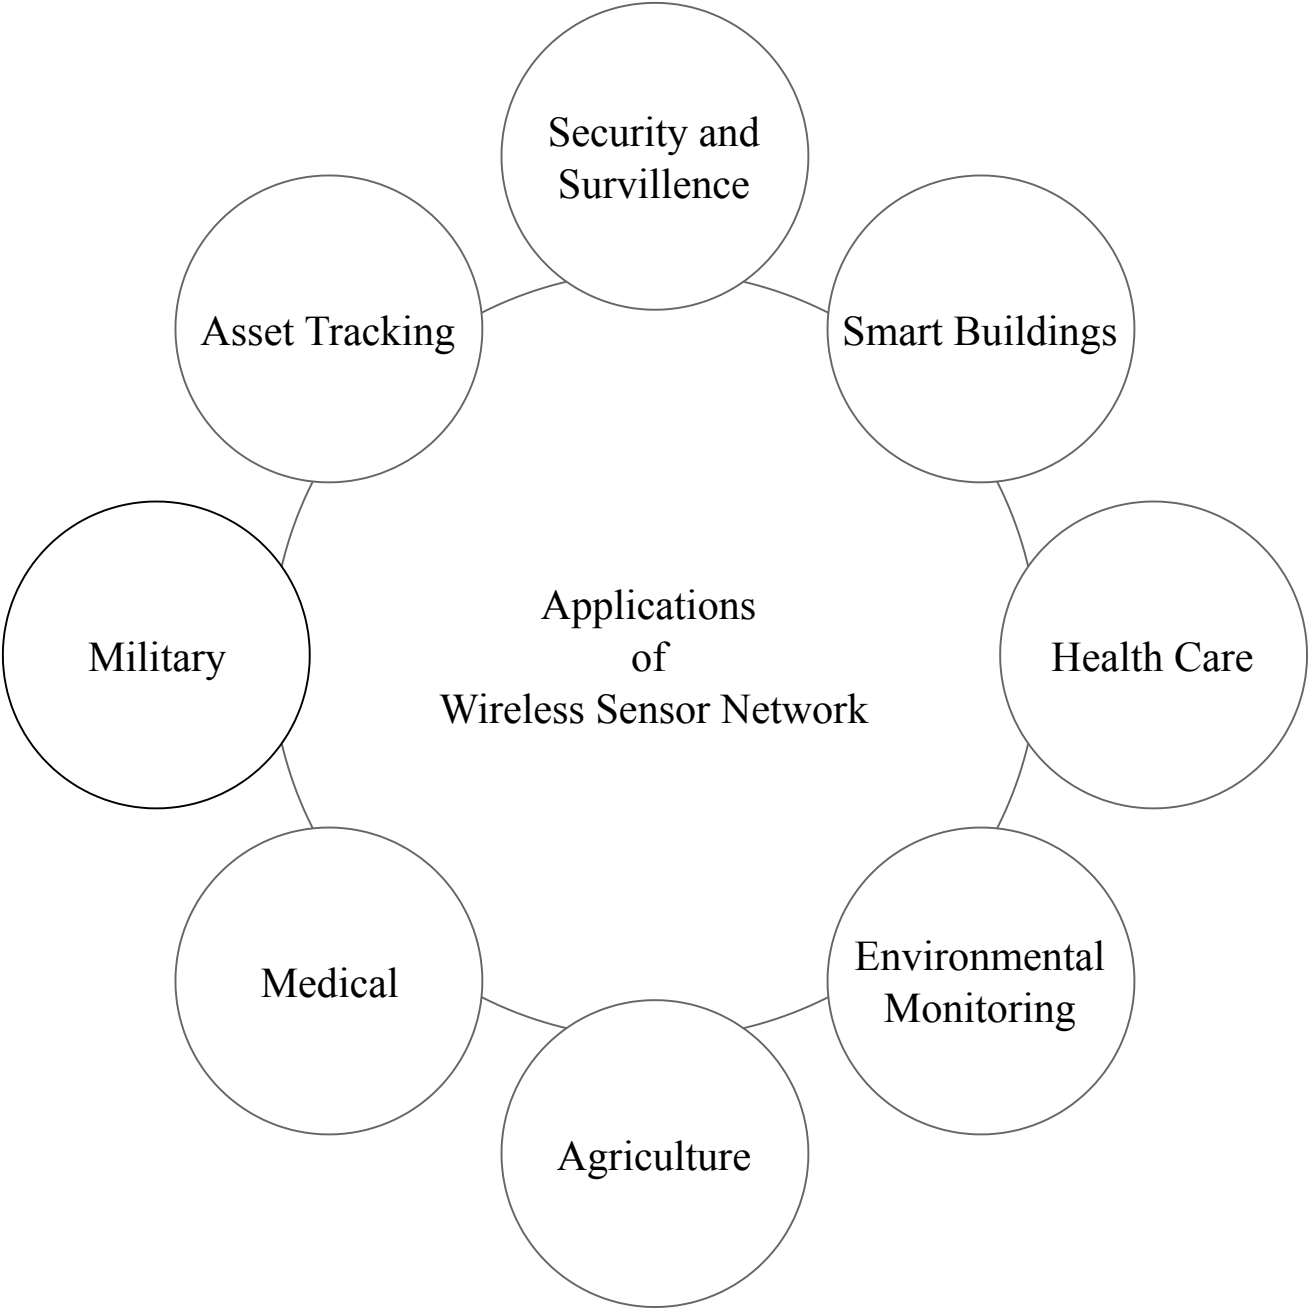 Security and
Survillence
Asset Tracking
Smart Buildings
Applications
of
Wireless Sensor Network
Military
Health Care
Environmental
Monitoring
Medical
Agriculture